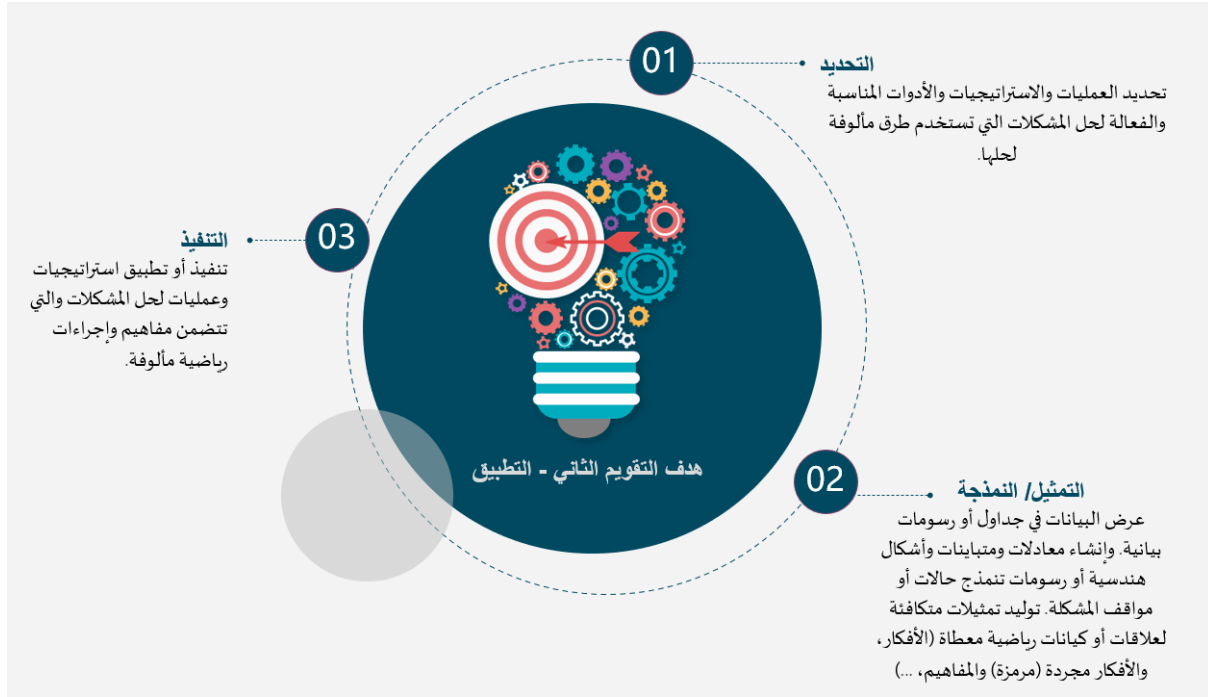 01
التحديد
تحديد العمليات والاستراتيجيات والأدوات المناسبة
والفعالة لحل المشكلات التي تستخدم طرق مألوفة
لحلها.
02
التمثيل/ النمذجة
عرض البيانات في جداول أو رسومات
بيانية. وإنشاء معادلات ومتباينات وأشكال
هندسية أو رسومات تنمذج حالات أو
مواقف المشكلة. توليد تمثيلات متكافئة
لعلاقات أو كيانات رياضية معطاة (الأفكار،
والأفكار مجردة (مرمزة) والمفاهيم، ...)
03
التنفيذ
تنفيذ أو تطبيق استراتيجيات
وعمليات لحل المشكلات والتي
تتضمن مفاهيم وإجراءات
رياضية مألوفة.
هدف التقويم الثاني - التطبيق